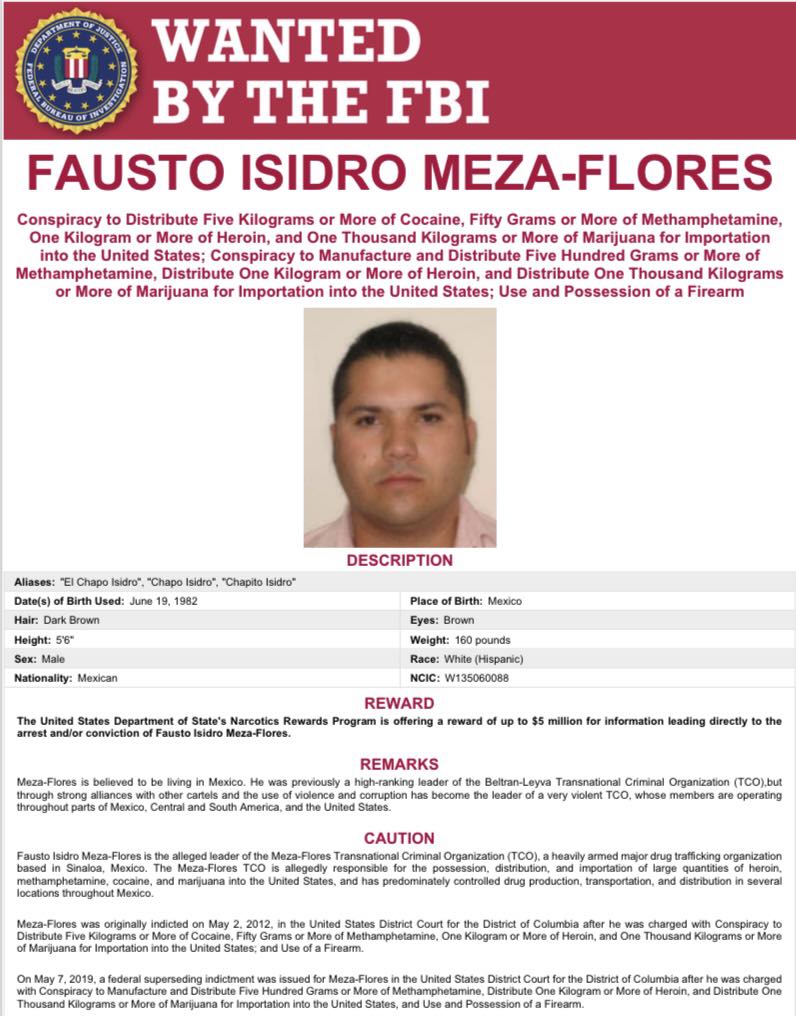 WANTED
BY THE FBI
DEPARTMENT OF JUSTICE
FEDERAL BUREAU OF INVESTIGATION
FAUSTO ISIDRO MEZA-FLORES
Conspiracy to Distribute Five Kilograms or More of Cocaine, Fifty Grams or More of Methamphetamine,
One Kilogram or More of Heroin, and One Thousand Kilograms or More of Marijuana for Importation
into the United States; Conspiracy to Manufacture and Distribute Five Hundred Grams or More of
Methamphetamine, Distribute One Kilogram or More of Heroin, and Distribute One Thousand Kilograms
or More of Marijuana for Importation into the United States; Use and Possession of a Firearm
DESCRIPTION
Aliases: "El Chapo Isidro", "Chapo Isidro", "Chapito Isidro"
Date(s) of Birth Used: June 19, 1982 Place of Birth: Mexico
Hair: Dark Brown Eyes: Brown
Height: 5'6" Weight: 160 pounds
Sex: Male Race: White (Hispanic)
Nationality: Mexican NCIC: W135060088
REWARD
The United States Department of State's Narcotics Rewards Program is offering a reward of up to $5 million for information leading directly to the
arrest and/or conviction of Fausto Isidro Meza-Flores.
REMARKS
Meza-Flores is believed to be living in Mexico. He was previously a high-ranking leader of the Beltran-Leyva Transnational Criminal Organization (TCO),but
through strong alliances with other cartels and the use of violence and corruption has become the leader of a very violent TCO, whose members are operating
throughout parts of Mexico, Central and South America, and the United States.
CAUTION
Fausto Isidro Meza-Flores is the alleged leader of the Meza-Flores Transnational Criminal Organization (TCO), a heavily armed major drug trafficking organization
based in Sinaloa, Mexico. The Meza-Flores TCO is allegedly responsible for the possession, distribution, and importation of large quantities of heroin,
methamphetamine, cocaine, and marijuana into the United States, and has predominately controlled drug production, transportation, and distribution in several
locations throughout Mexico.
Meza-Flores was originally indicted on May 2, 2012, in the United States District Court for the District of Columbia after he was charged with Conspiracy to
Distribute Five Kilograms or More of Cocaine, Fifty Grams or More of Methamphetamine, One Kilogram or More of Heroin, and One Thousand Kilograms or More
of Marijuana for Importation into the United States; and Use of a Firearm.
On May 7, 2019, a federal superseding indictment was issued for Meza-Flores in the United States District Court for the District of Columbia after he was charged
with Conspiracy to Manufacture and Distribute Five Hundred Grams or More of Methamphetamine, Distribute One Kilogram or More of Heroin, and Distribute One
Thousand Kilograms or More of Marijuana for Importation into the United States, and Use and Possession of a Firearm.